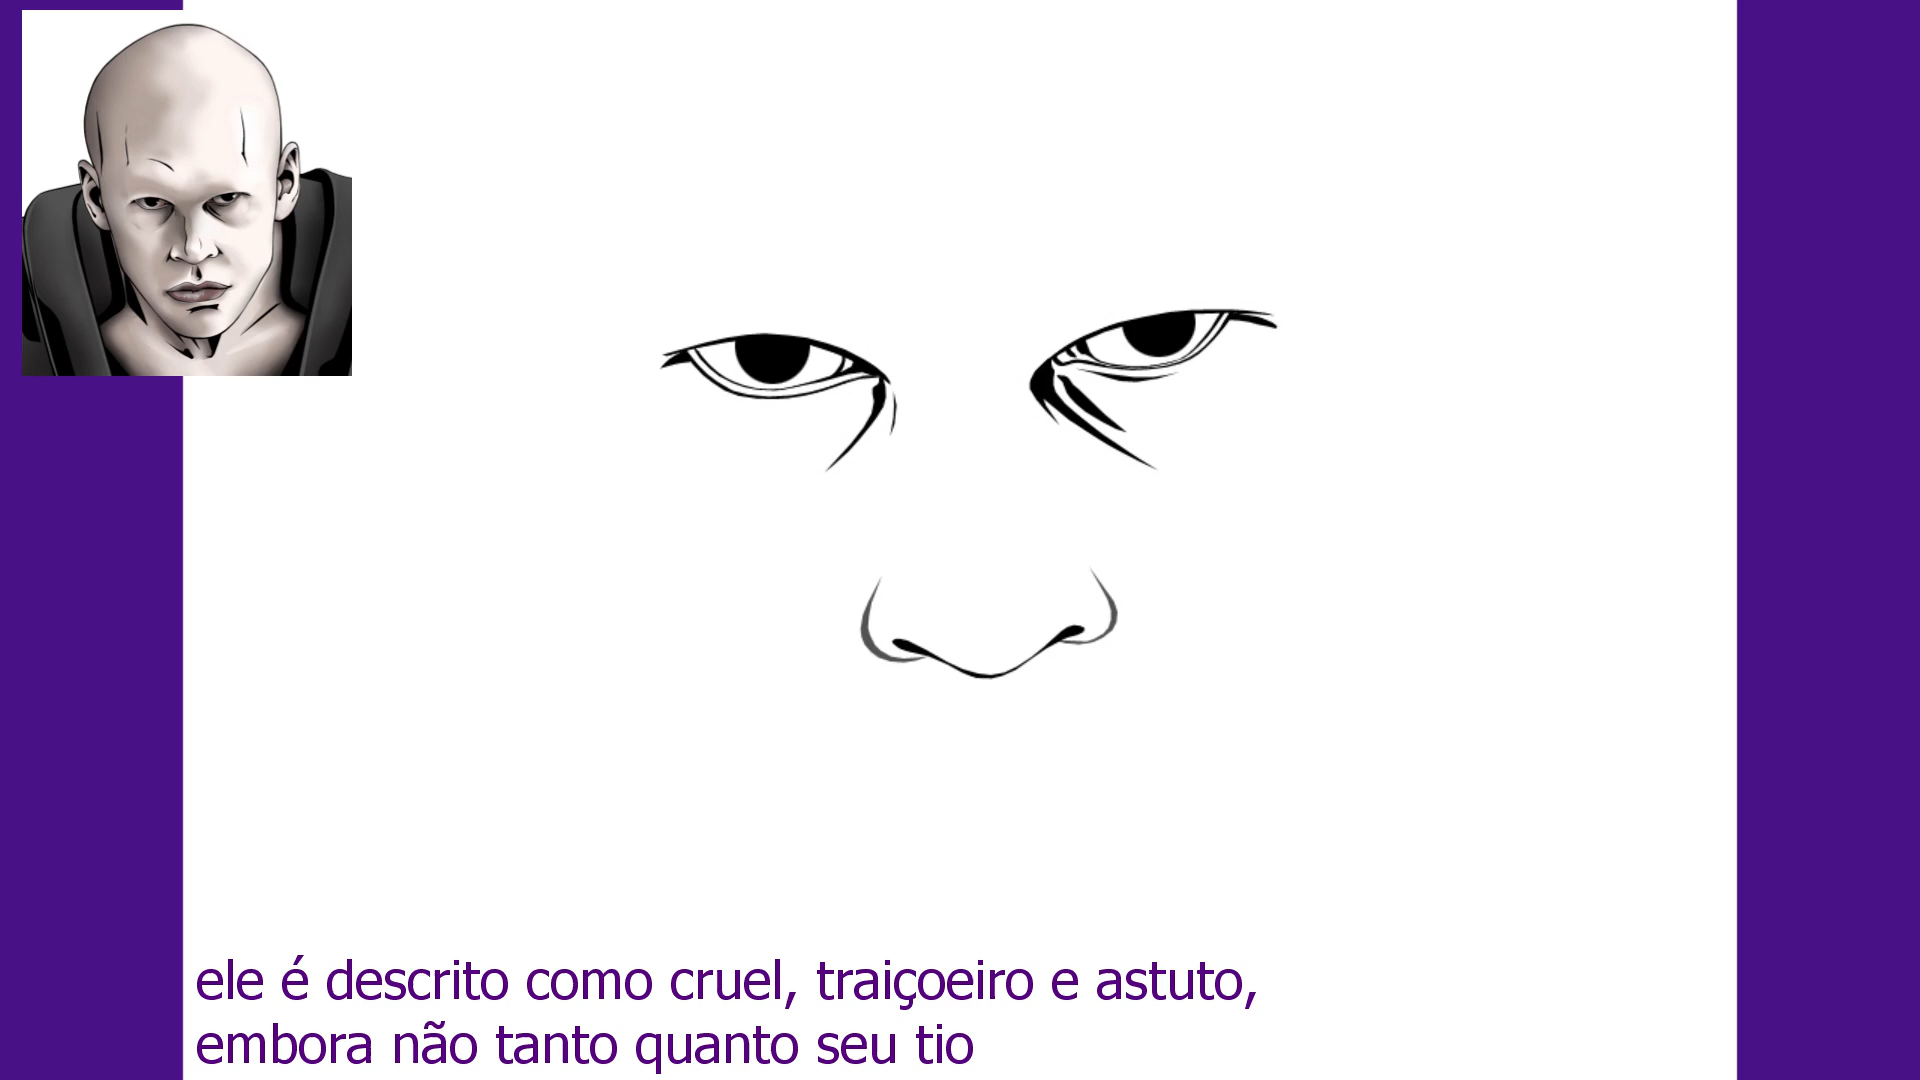 ele é descrito como cruel, traiçoeiro e astuto,
embora não tanto quanto seu tio